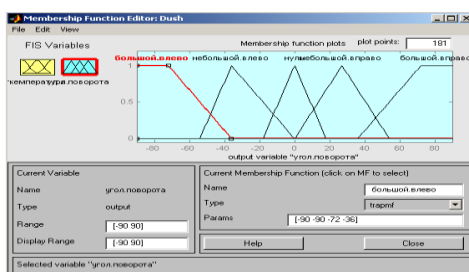 Membership Function Editor: Dush
File Edit View
FIS Variables
Membership function plots plot points: 181
большой.влево небольшой.влево нульебольшой.вправо большой.вправо
1
0.5
0
-80 -60 -40 -20 0 20 40 60 80
output variable "угол.поворота"
угол.поворота
Current Variable
Name угол.поворота
Type output
Range [-90 90]
Display Range [-90 90]
Current Membership Function (click on MF to select)
Name большой.влево
Type trapmf
Params [-90 -90 -72 -36]
Help Close
Selected variable "угол.поворота"